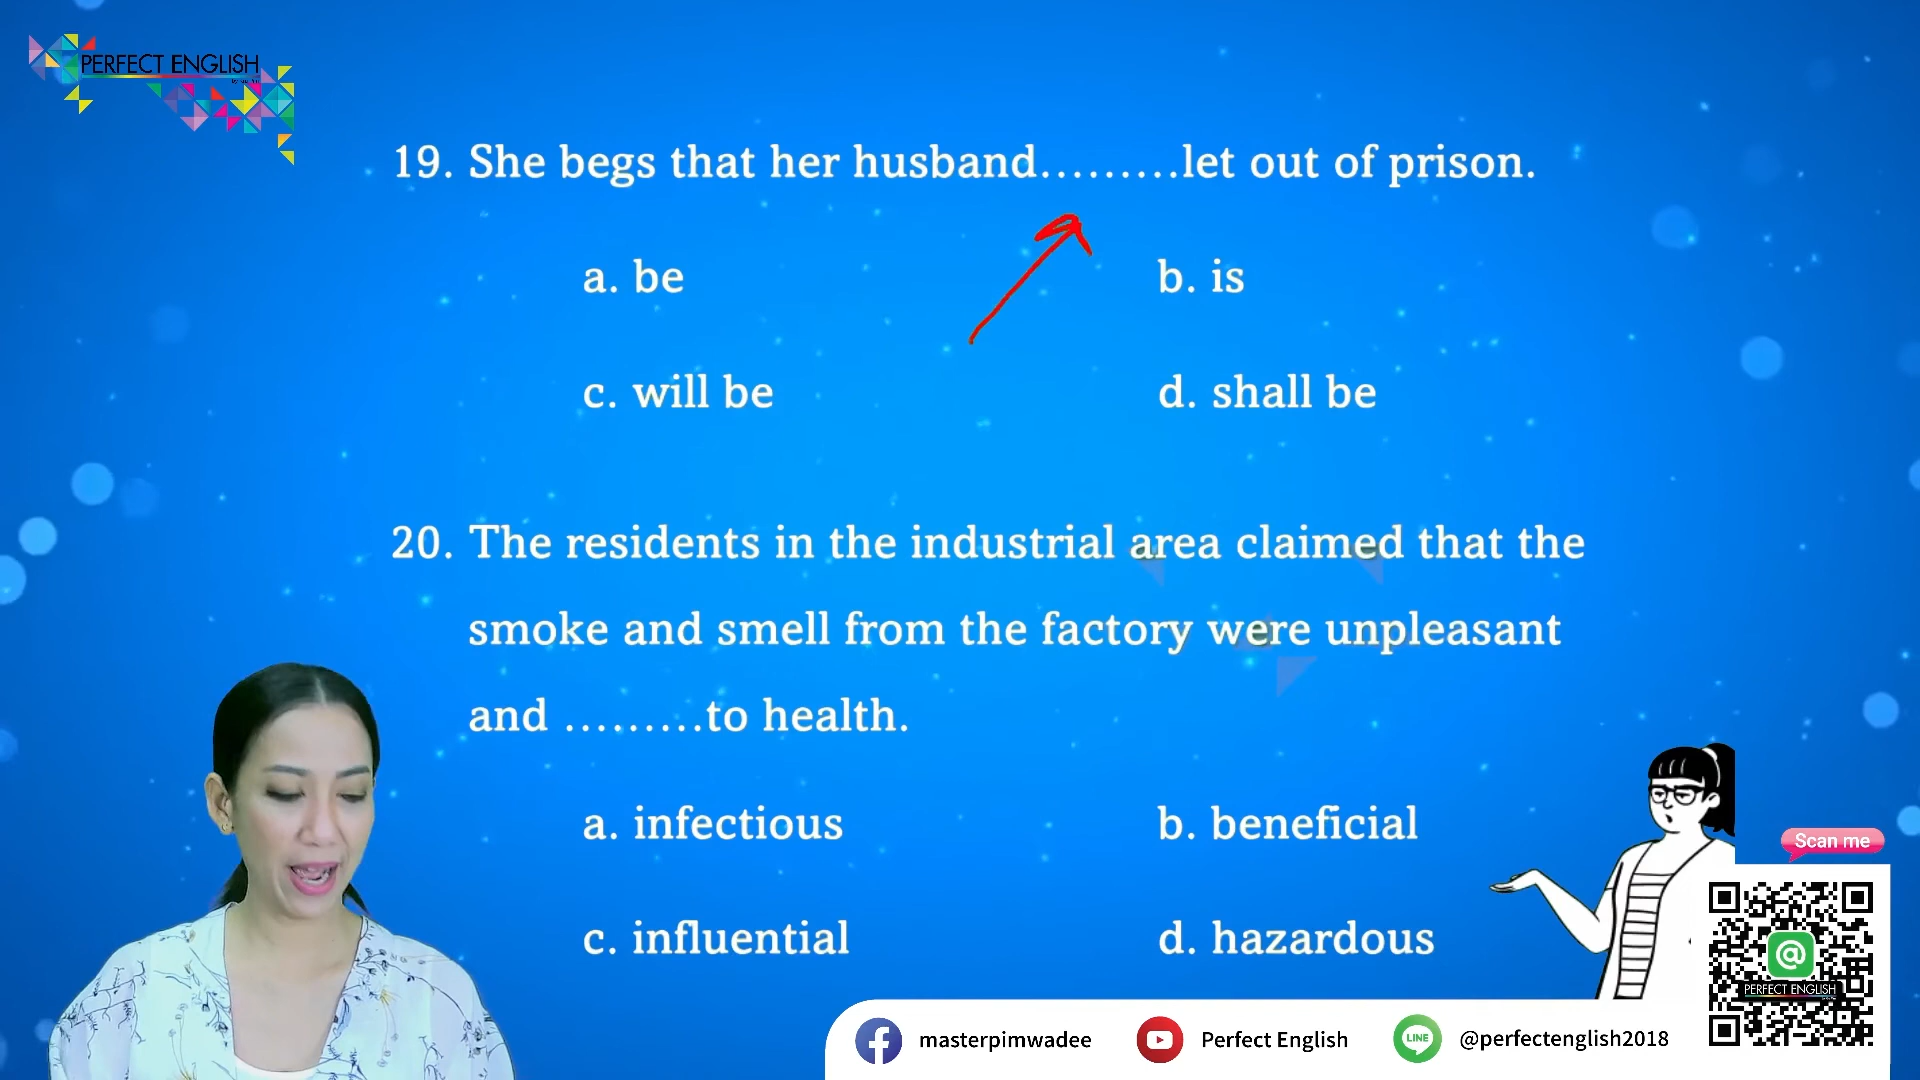 PERFECT ENGLISH
19. She begs that her husband.........let out of prison.
a. be
b. is
c. will be
d. shall be
20. The residents in the industrial area claimed that the
smoke and smell from the factory were unpleasant
and .........to health.
a. infectious
b. beneficial
c. influential
d. hazardous
Scan me
@
PERFECT ENGLISH
masterpimwadee
Perfect English
LINE
@perfectenglish2018